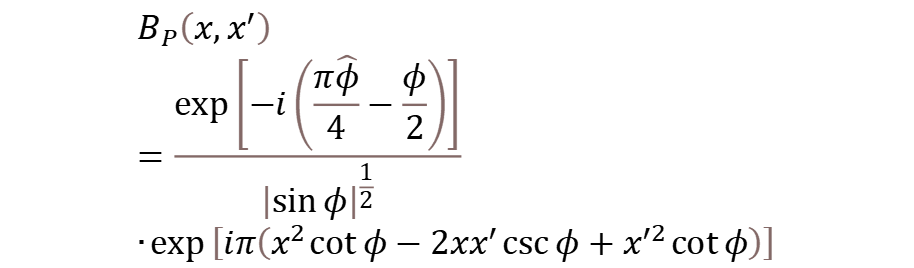 B_P(x, x′)
= exp[−i(πϕ̂/4 − ϕ/2)] / |sin ϕ|^(1/2)
· exp [iπ(x² cot ϕ − 2xx′ csc ϕ + x′² cot ϕ)]